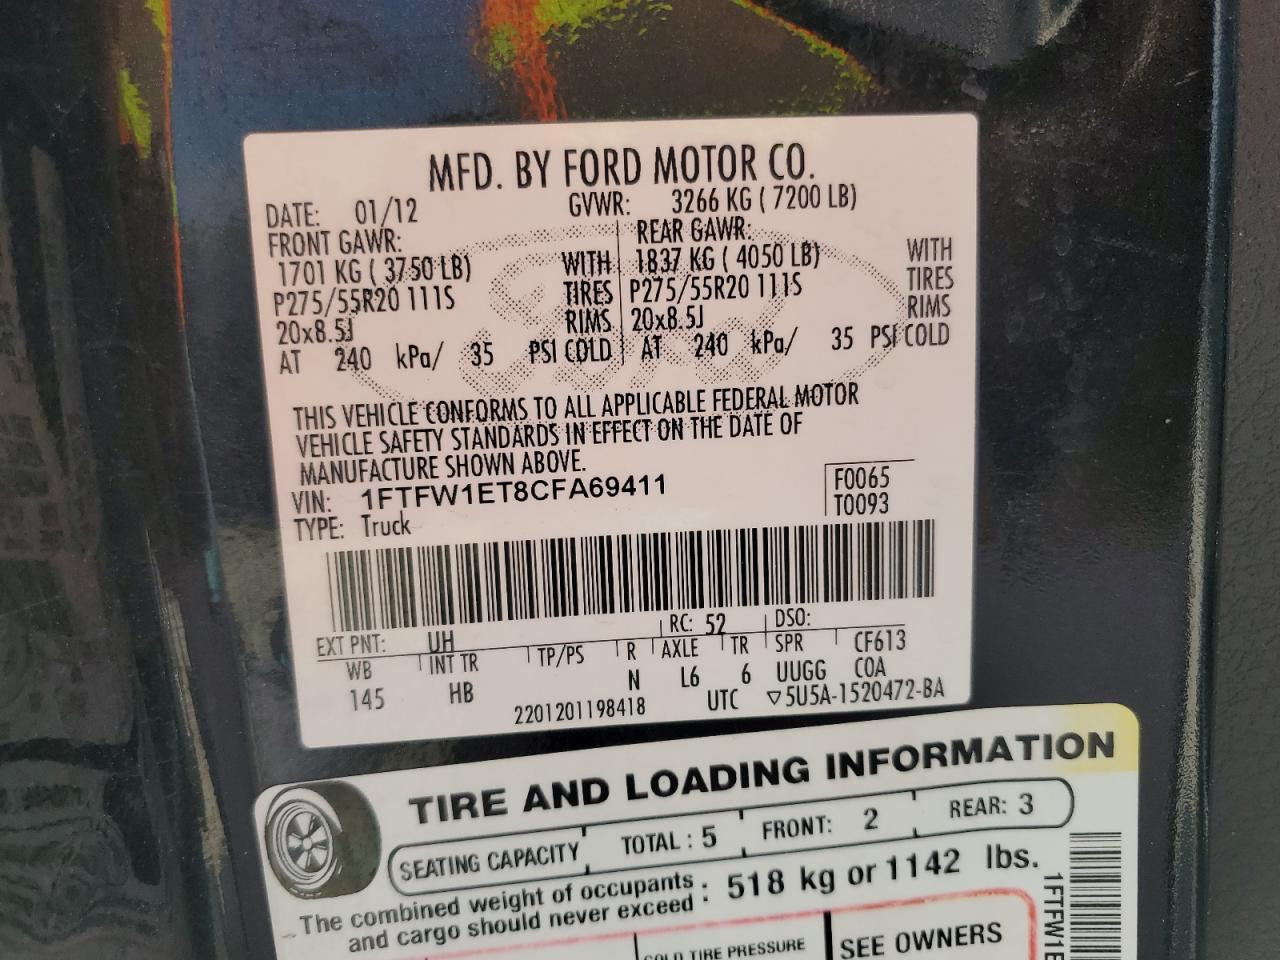 MFD. BY FORD MOTOR CO.
DATE: 01/12 GVWR: 3266 KG ( 7200 LB)
FRONT GAWR: REAR GAWR:
1701 KG ( 3750 LB) WITH 1837 KG ( 4050 LB) WITH
P275/55R20 111S TIRES P275/55R20 111S TIRES
20x8.5J RIMS 20x8.5J RIMS
AT 240 kPa/ 35 PSI COLD AT 240 kPa/ 35 PSI COLD
THIS VEHICLE CONFORMS TO ALL APPLICABLE FEDERAL MOTOR
VEHICLE SAFETY STANDARDS IN EFFECT ON THE DATE OF
MANUFACTURE SHOWN ABOVE.
VIN: 1FTFW1ET8CFA69411 F0065
TYPE: Truck T0093
EXT PNT: UH RC: 52 DSO:
WB INT TR TP/PS R AXLE TR SPR CF613
145 HB N L6 6 UUGG COA
2201201198418 UTC ▽5U5A-1520472-BA
TIRE AND LOADING INFORMATION
SEATING CAPACITY TOTAL : 5 FRONT: 2 REAR: 3
The combined weight of occupants
and cargo should never exceed : 518 kg or 1142 lbs.
COLD TIRE PRESSURE SEE OWNERS
1FTFW1E